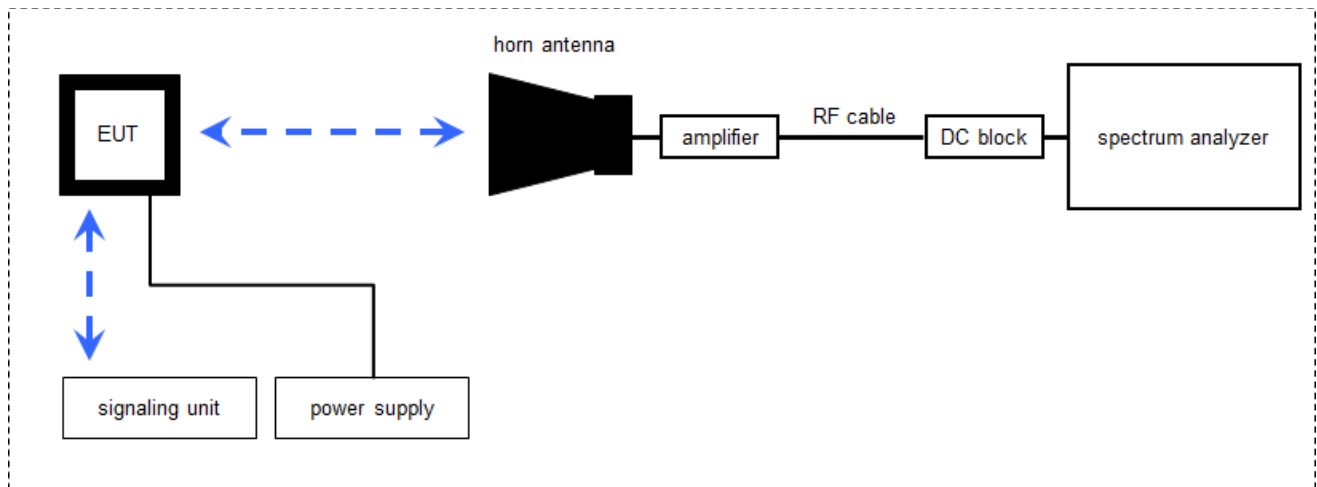 horn antenna
EUT
amplifier
RF cable
DC block
spectrum analyzer
signaling unit
power supply